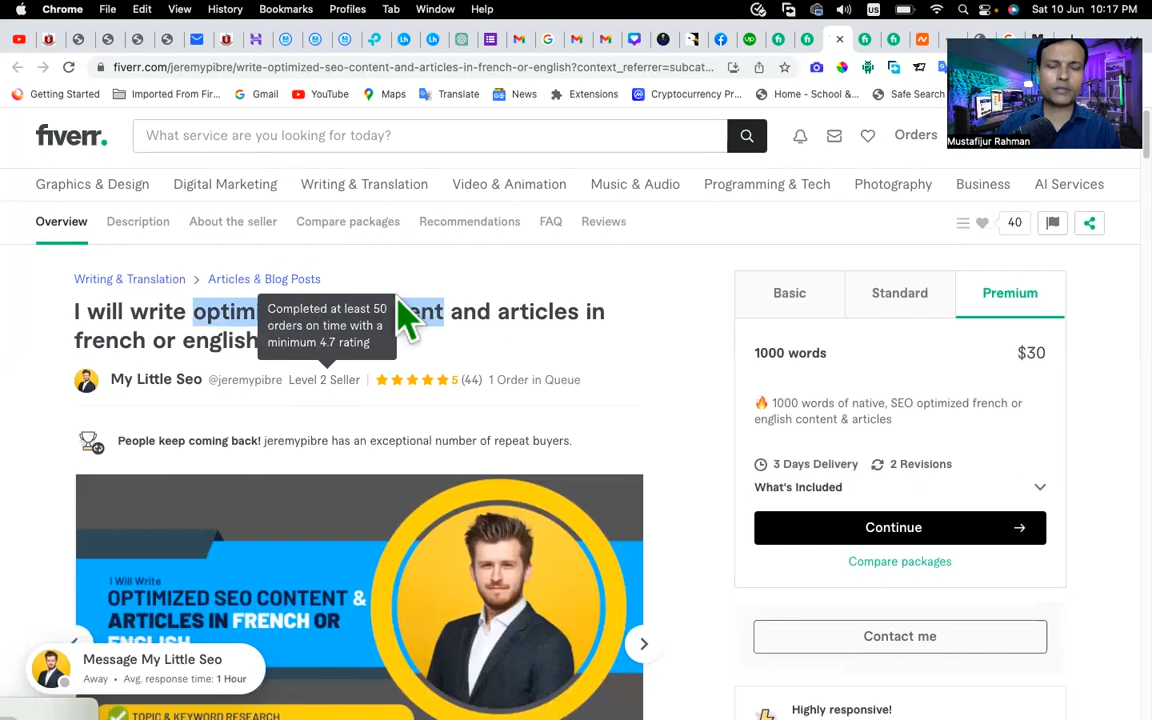 Chrome File Edit View History Bookmarks Profiles Tab Window Help US Sat 10 Jun 10:17 PM
fiverr.com/jeremypibre/write-optimized-seo-content-and-articles-in-french-or-english?context_referrer=subcat...
Getting Started Imported From Fir... Gmail YouTube Maps Translate News Extensions Cryptocurrency Pr... Home - School &... Safe Search
Mustafijur Rahman
fiverr. What service are you looking for today? Orders
Graphics & Design Digital Marketing Writing & Translation Video & Animation Music & Audio Programming & Tech Photography Business AI Services
Overview Description About the seller Compare packages Recommendations FAQ Reviews 40
Writing & Translation > Articles & Blog Posts
I will write optimi ent and articles in
french or english
Completed at least 50
orders on time with a
minimum 4.7 rating
My Little Seo @jeremypibre Level 2 Seller 5 (44) 1 Order in Queue
People keep coming back! jeremypibre has an exceptional number of repeat buyers.
I Will Write
OPTIMIZED SEO CONTENT &
ARTICLES IN FRENCH OR
ENGLISH
TOPIC & KEYWORD RESEARCH
Message My Little Seo
Away • Avg. response time: 1 Hour
Basic Standard Premium
1000 words $30
🔥 1000 words of native, SEO optimized french or
english content & articles
3 Days Delivery 2 Revisions
What's Included
Continue →
Compare packages
Contact me
Highly responsive!